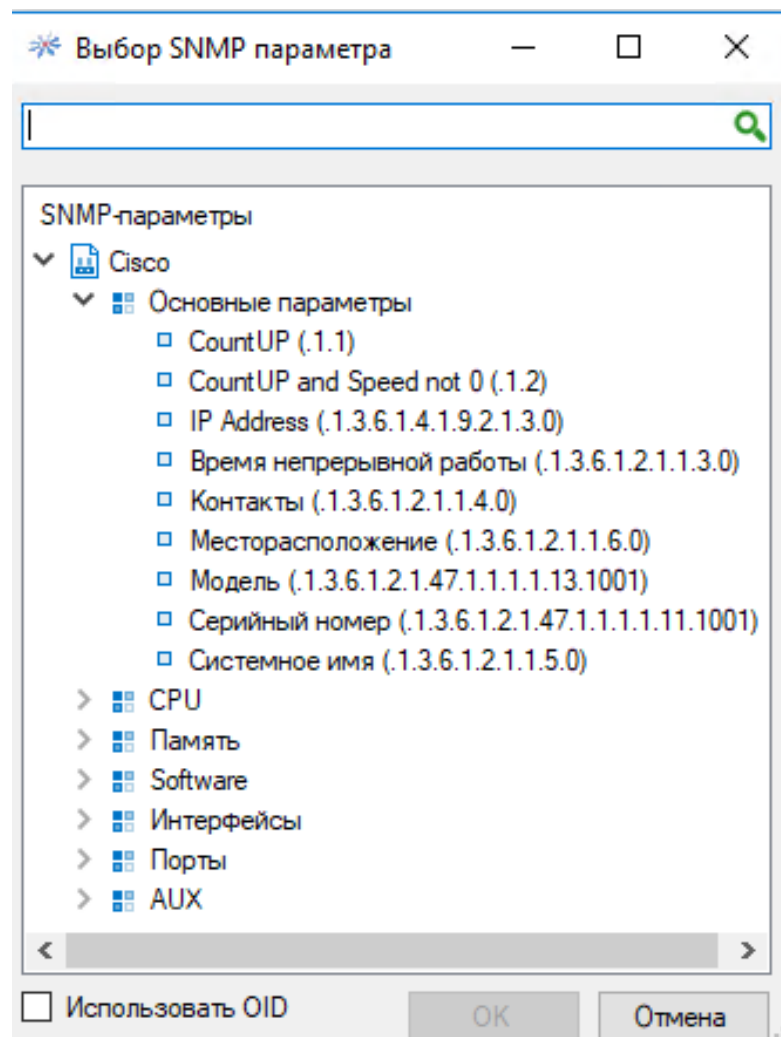 Выбор SNMP параметра
SNMP-параметры
Cisco
Основные параметры
CountUP (.1.1)
CountUP and Speed not 0 (.1.2)
IP Address (.1.3.6.1.4.1.9.2.1.3.0)
Время непрерывной работы (.1.3.6.1.2.1.1.3.0)
Контакты (.1.3.6.1.2.1.1.4.0)
Месторасположение (.1.3.6.1.2.1.1.6.0)
Модель (.1.3.6.1.2.1.47.1.1.1.1.13.1001)
Серийный номер (.1.3.6.1.2.1.47.1.1.1.1.11.1001)
Системное имя (.1.3.6.1.2.1.1.5.0)
CPU
Память
Software
Интерфейсы
Порты
AUX
Использовать OID
OK
Отмена